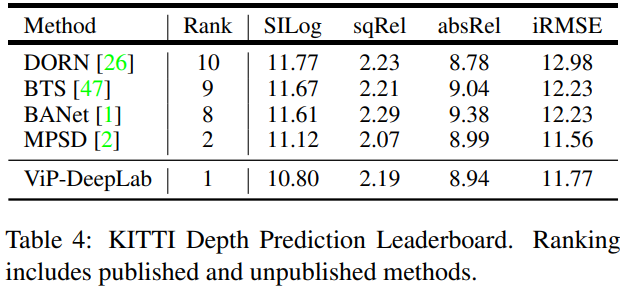 Method Rank SILog sqRel absRel iRMSE
DORN [26] 10 11.77 2.23 8.78 12.98
BTS [47] 9 11.67 2.21 9.04 12.23
BANet [1] 8 11.61 2.29 9.38 12.23
MPSD [2] 2 11.12 2.07 8.99 11.56
ViP-DeepLab 1 10.80 2.19 8.94 11.77
Table 4: KITTI Depth Prediction Leaderboard. Ranking
includes published and unpublished methods.